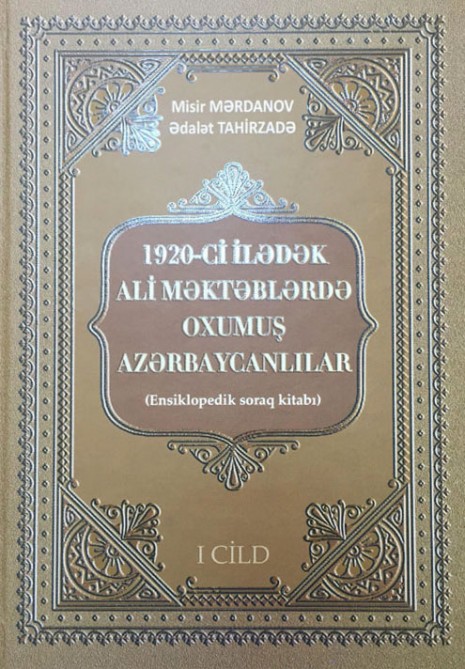 Misir MƏRDANOV
Ədalət TAHİRZADƏ
1920-Cİ İLƏDƏK
ALİ MƏKTƏBLƏRDƏ
OXUMUŞ
AZƏRBAYCANLILAR
(Ensiklopedik soraq kitabı)
I CİLD